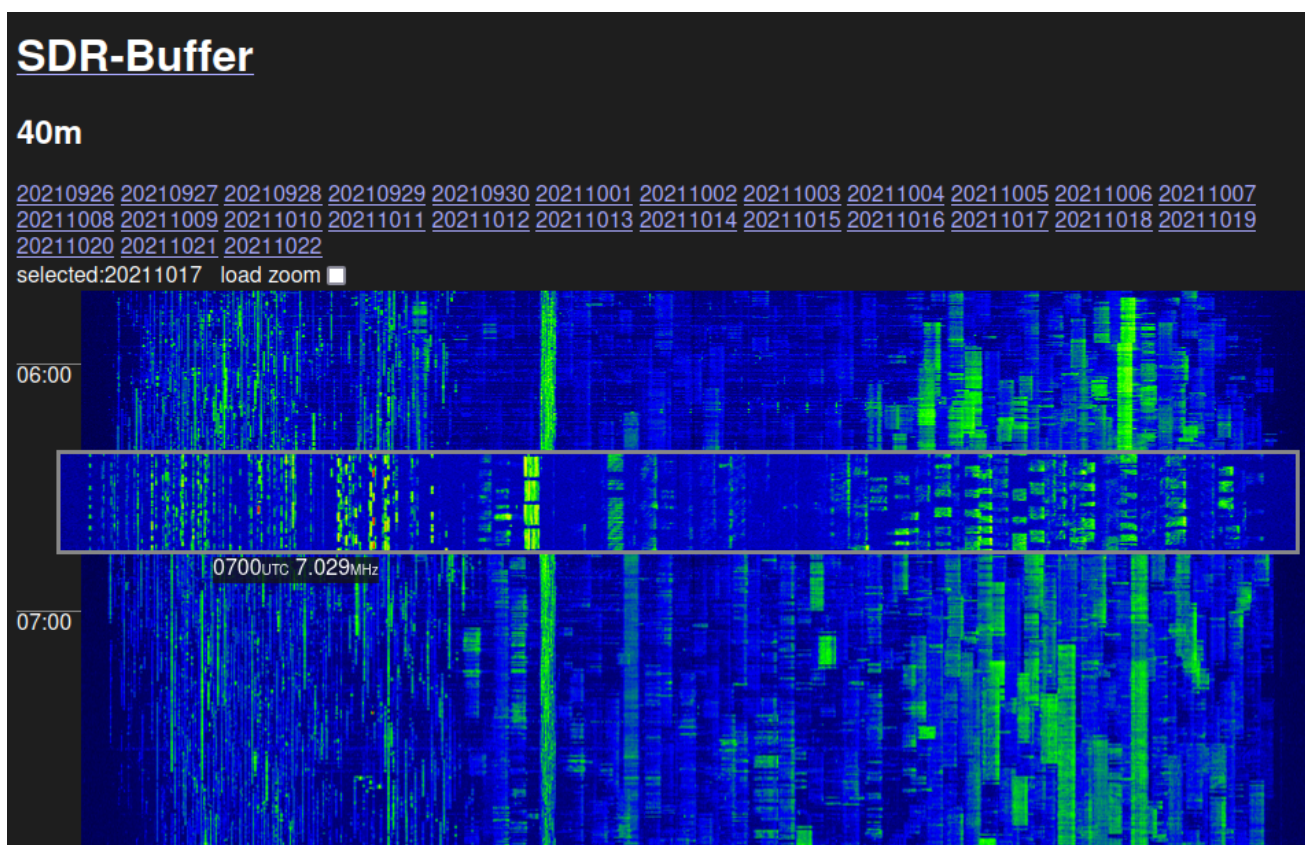 SDR-Buffer
40m
20210926 20210927 20210928 20210929 20210930 20211001 20211002 20211003 20211004 20211005 20211006 20211007
20211008 20211009 20211010 20211011 20211012 20211013 20211014 20211015 20211016 20211017 20211018 20211019
20211020 20211021 20211022
selected:20211017 load zoom
06:00
0700UTC 7.029MHz
07:00